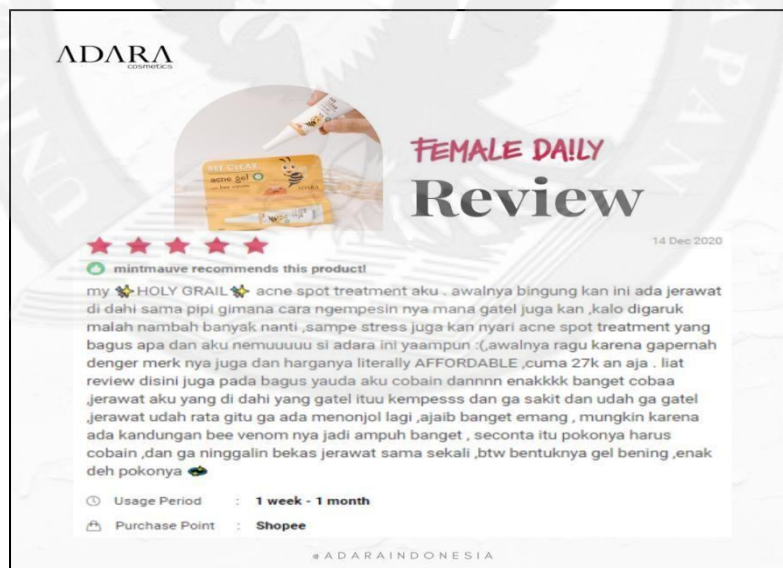 ADARA
cosmetics
BEE CLEAR
acne gel
FEMALE DA!LY
Review
14 Dec 2020
mintmauve recommends this product!
my ✨HOLY GRAIL✨ acne spot treatment aku . awalnya bingung kan ini ada jerawat
di dahi sama pipi gimana cara ngempesin nya mana gatel juga kan ,kalo digaruk
malah nambah banyak nanti ,sampe stress juga kan nyari acne spot treatment yang
bagus apa dan aku nemuuuuu si adara ini yaampun :(,awalnya ragu karena gapernah
denger merk nya juga dan harganya literally AFFORDABLE ,cuma 27k an aja . liat
review disini juga pada bagus yauda aku cobain dannnn enakkkk banget cobaa
,jerawat aku yang di dahi yang gatel ituu kempesss dan ga sakit dan udah ga gatel
,jerawat udah rata gitu ga ada menonjol lagi ,ajaib banget emang , mungkin karena
ada kandungan bee venom nya jadi ampuh banget , seconta itu pokonya harus
cobain ,dan ga ninggalin bekas jerawat sama sekali ,btw bentuknya gel bening ,enak
deh pokonya
Usage Period : 1 week - 1 month
Purchase Point : Shopee
@ADARAINDONESIA